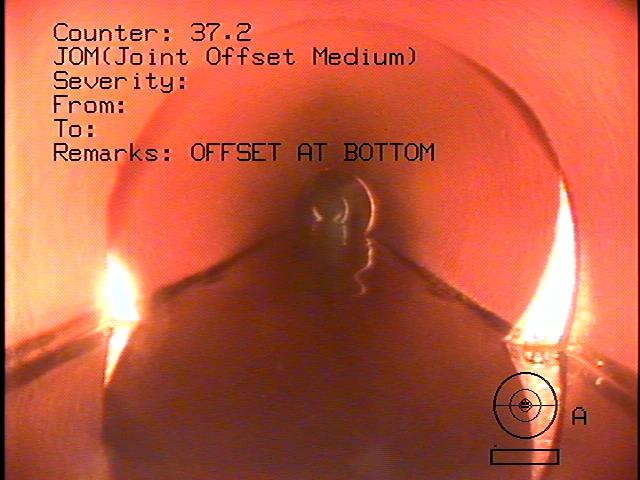 Counter: 37.2
JOM(Joint Offset Medium)
Severity:
From:
To:
Remarks: OFFSET AT BOTTOM
A